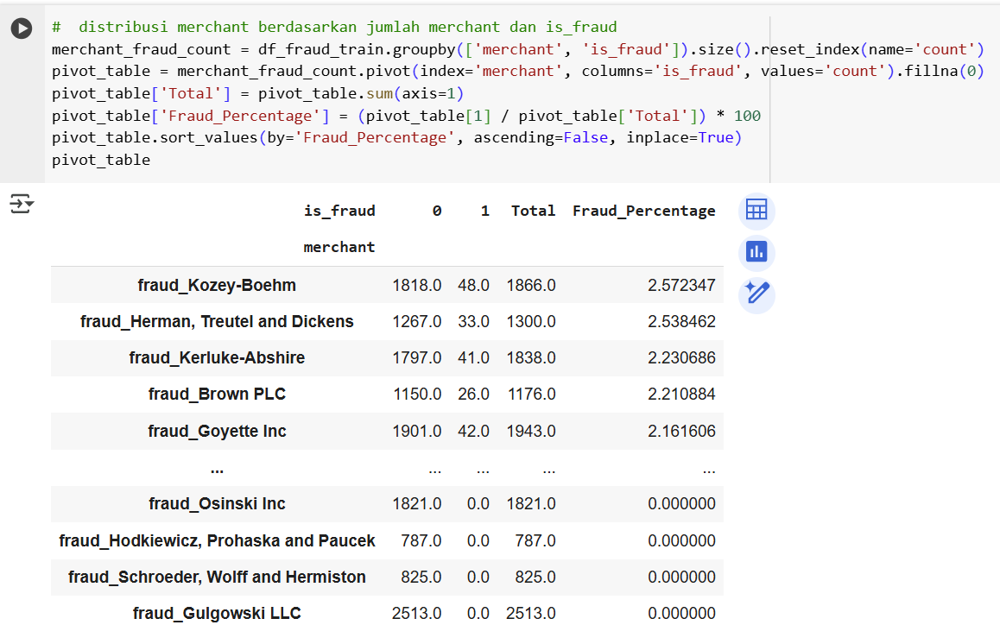 #  distribusi merchant berdasarkan jumlah merchant dan is_fraud
merchant_fraud_count = df_fraud_train.groupby(['merchant', 'is_fraud']).size().reset_index(name='count')
pivot_table = merchant_fraud_count.pivot(index='merchant', columns='is_fraud', values='count').fillna(0)
pivot_table['Total'] = pivot_table.sum(axis=1)
pivot_table['Fraud_Percentage'] = (pivot_table[1] / pivot_table['Total']) * 100
pivot_table.sort_values(by='Fraud_Percentage', ascending=False, inplace=True)
pivot_table
is_fraud 0 1 Total Fraud_Percentage
merchant
fraud_Kozey-Boehm 1818.0 48.0 1866.0 2.572347
fraud_Herman, Treutel and Dickens 1267.0 33.0 1300.0 2.538462
fraud_Kerluke-Abshire 1797.0 41.0 1838.0 2.230686
fraud_Brown PLC 1150.0 26.0 1176.0 2.210884
fraud_Goyette Inc 1901.0 42.0 1943.0 2.161606
... ... ... ... ...
fraud_Osinski Inc 1821.0 0.0 1821.0 0.000000
fraud_Hodkiewicz, Prohaska and Paucek 787.0 0.0 787.0 0.000000
fraud_Schroeder, Wolff and Hermiston 825.0 0.0 825.0 0.000000
fraud_Gulgowski LLC 2513.0 0.0 2513.0 0.000000